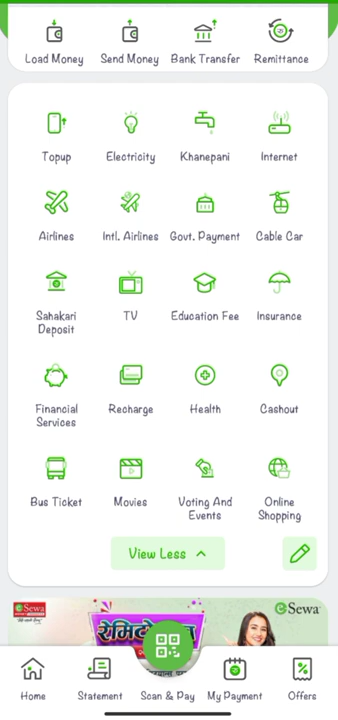 Load Money Send Money Bank Transfer Remittance
Topup Electricity Khanepani Internet
Airlines Intl. Airlines Govt. Payment Cable Car
Sahakari Deposit TV Education Fee Insurance
Financial Services Recharge Health Cashout
Bus Ticket Movies Voting And Events Online Shopping
View Less
eSewa
eSewa
Home Statement Scan & Pay My Payment Offers